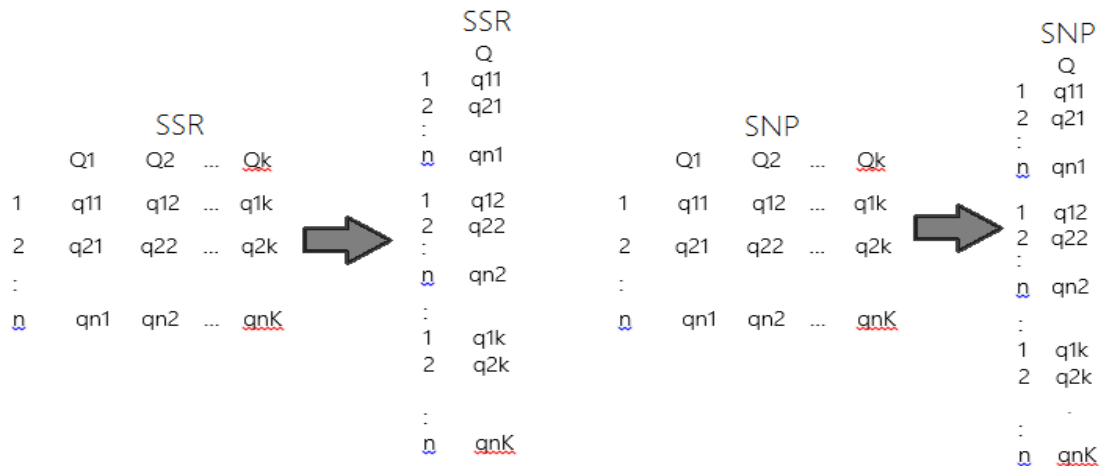 SSR
Q1 Q2 ... Qk
1 q11 q12 ... q1k
2 q21 q22 ... q2k
:
n qn1 qn2 ... qnK
SSR
Q
1 q11
2 q21
:
n qn1
1 q12
2 q22
:
n qn2
:
1 q1k
2 q2k
:
n qnK
SNP
Q1 Q2 ... Qk
1 q11 q12 ... q1k
2 q21 q22 ... q2k
:
n qn1 qn2 ... qnK
SNP
Q
1 q11
2 q21
:
n qn1
1 q12
2 q22
:
n qn2
:
1 q1k
2 q2k
.
:
n qnK